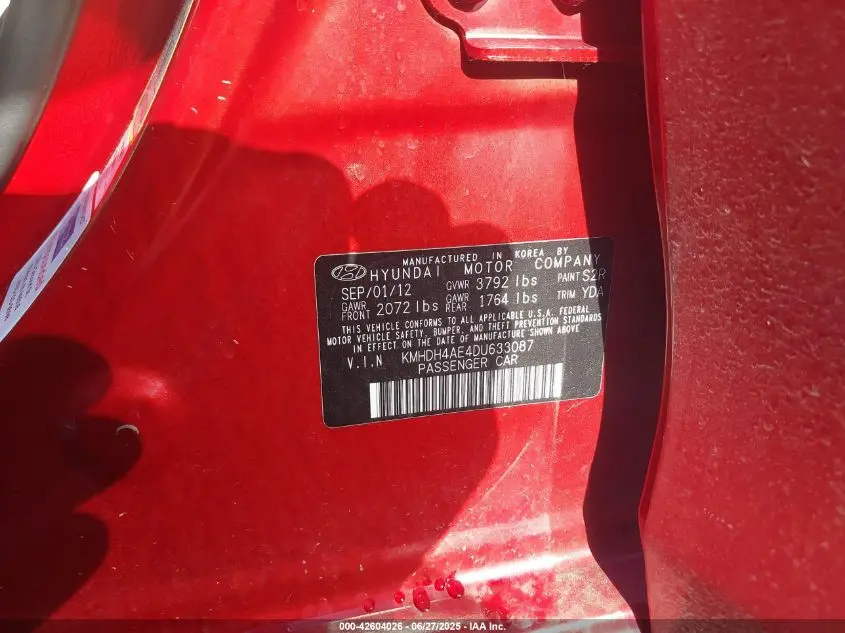 MANUFACTURED IN KOREA BY
HYUNDAI MOTOR COMPANY
SEP/01/12 GVWR 3792 lbs PAINT S2R
GAWR FRONT 2072 lbs GAWR REAR 1764 lbs TRIM YDA
THIS VEHICLE CONFORMS TO ALL APPLICABLE U.S.A. FEDERAL
MOTOR VEHICLE SAFETY, BUMPER, AND THEFT PREVENTION STANDARDS
IN EFFECT ON THE DATE OF MANUFACTURE SHOWN ABOVE
V.I.N KMHDH4AE4DU633087
PASSENGER CAR
000-42604026 - 06/27/2025 - IAA Inc.